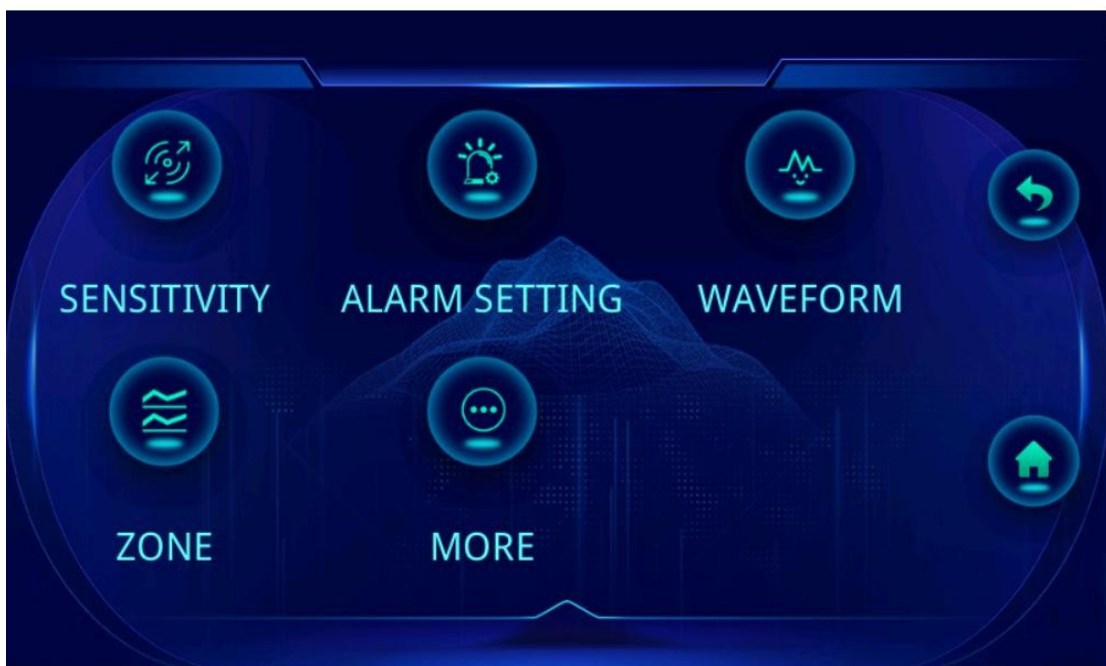 SENSITIVITY
ALARM SETTING
WAVEFORM
ZONE
MORE